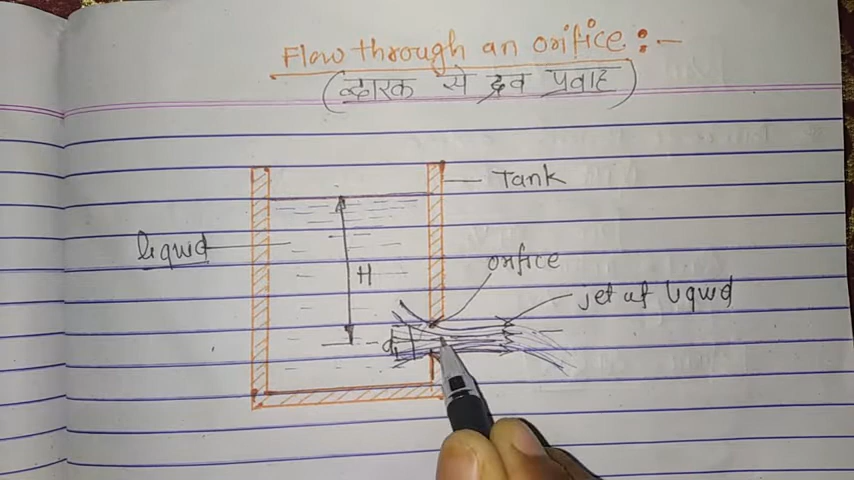 Flow through an orifice :-
(व्दारक से द्रव प्रवाह)
Tank
liquid
orifice
H
jet of liquid
d